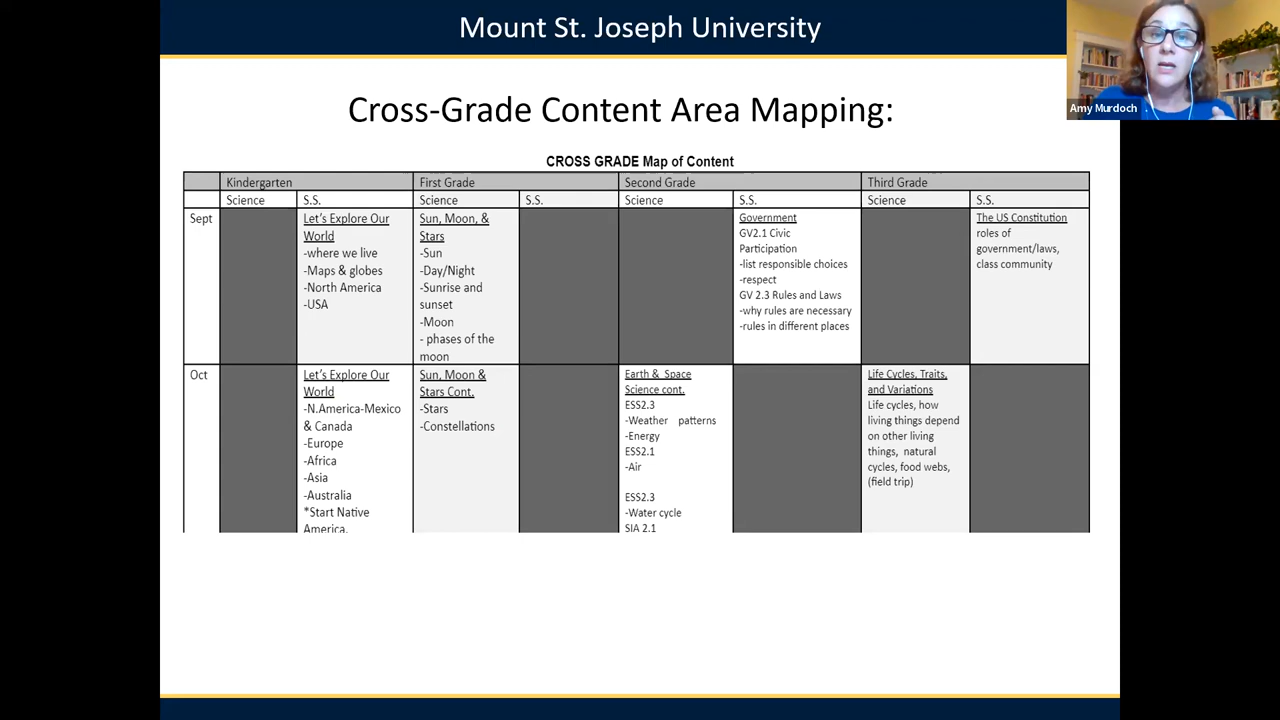 Mount St. Joseph University
Amy Murdoch
Cross-Grade Content Area Mapping:
CROSS GRADE Map of Content
Kindergarten First Grade Second Grade Third Grade
Science S.S. Science S.S. Science S.S. Science S.S.
Sept
Let's Explore Our
World
-where we live
-Maps & globes
-North America
-USA
Sun, Moon, &
Stars
-Sun
-Day/Night
-Sunrise and
sunset
-Moon
- phases of the
moon
Government
GV2.1 Civic
Participation
-list responsible choices
-respect
GV 2.3 Rules and Laws
-why rules are necessary
-rules in different places
The US Constitution
roles of
government/laws,
class community
Oct
Let's Explore Our
World
-N.America-Mexico
& Canada
-Europe
-Africa
-Asia
-Australia
*Start Native
America.
Sun, Moon &
Stars Cont.
-Stars
-Constellations
Earth & Space
Science cont.
ESS2.3
-Weather patterns
-Energy
ESS2.1
-Air
ESS2.3
-Water cycle
SIA 2.1
Life Cycles, Traits,
and Variations
Life cycles, how
living things depend
on other living
things, natural
cycles, food webs,
(field trip)